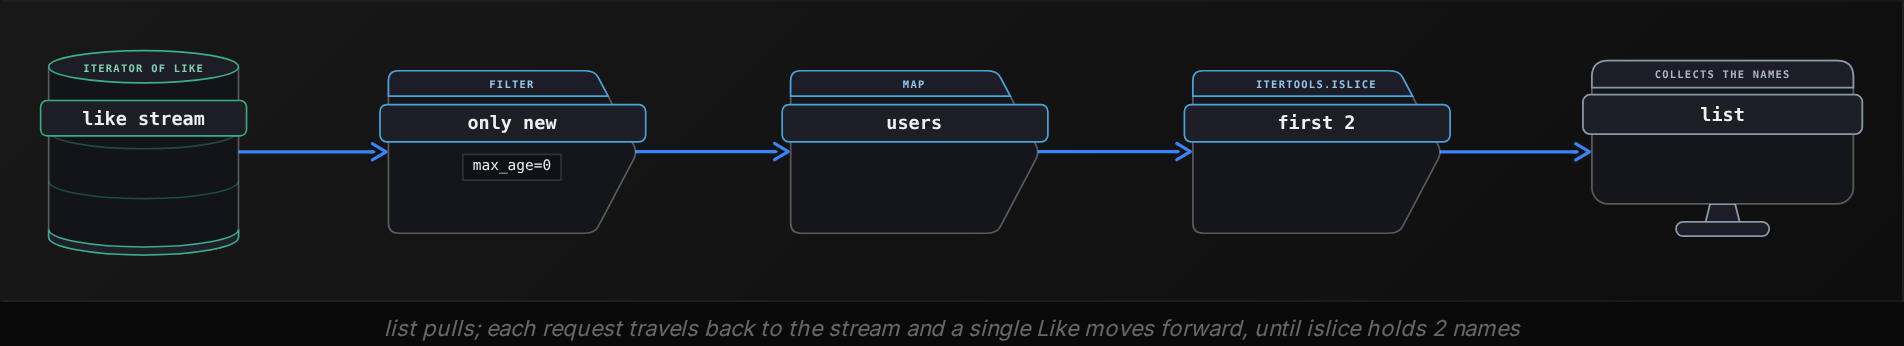 ITERATOR OF LIKE
like stream
FILTER
only new
max_age=0
MAP
users
ITERTOOLS.ISLICE
first 2
COLLECTS THE NAMES
list
list pulls; each request travels back to the stream and a single Like moves forward, until islice holds 2 names